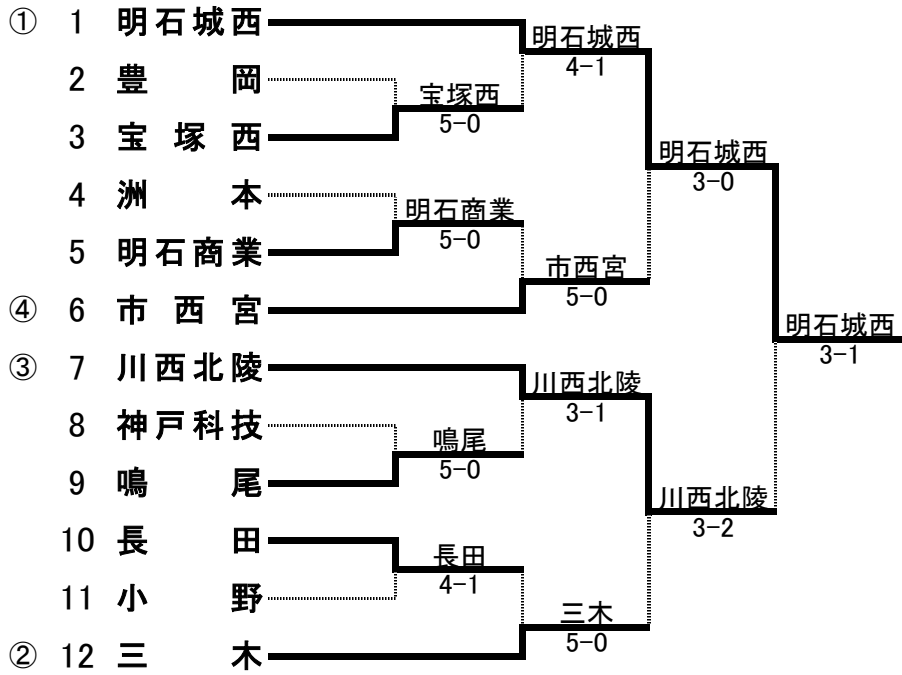 ① 1 明石城西
明石城西
4-1
2 豊岡
宝塚西
5-0
3 宝塚西
明石城西
3-0
4 洲本
明石商業
5-0
5 明石商業
市西宮
5-0
④ 6 市西宮
明石城西
3-1
③ 7 川西北陵
川西北陵
3-1
8 神戸科技
鳴尾
5-0
9 鳴尾
川西北陵
3-2
10 長田
長田
4-1
11 小野
三木
5-0
② 12 三木